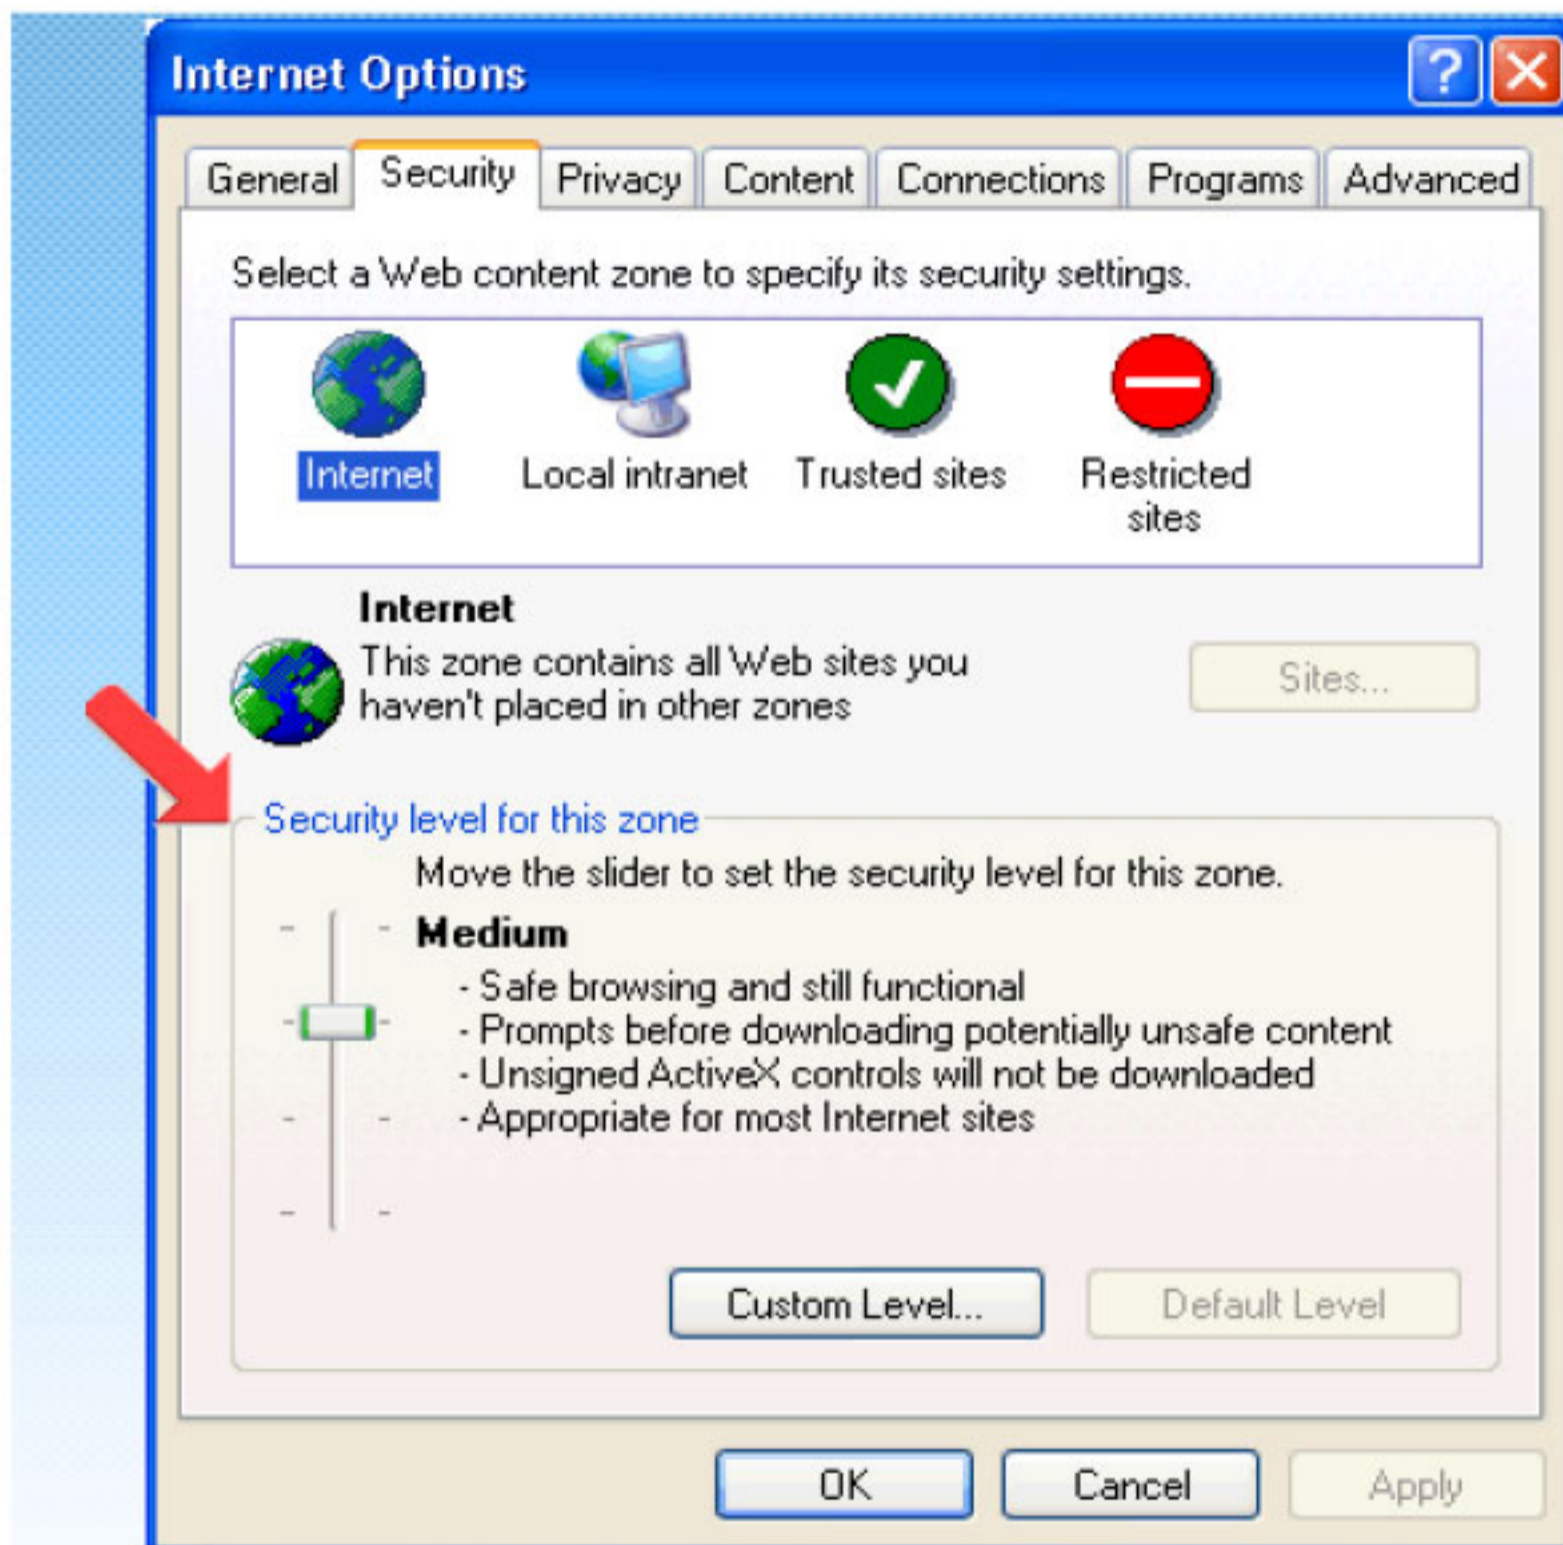 Internet Options
?
General Security Privacy Content Connections Programs Advanced
Select a Web content zone to specify its security settings.
Internet Local intranet Trusted sites Restricted
sites
Internet
This zone contains all Web sites you
haven't placed in other zones
Sites...
Security level for this zone
Move the slider to set the security level for this zone.
Medium
- Safe browsing and still functional
- Prompts before downloading potentially unsafe content
- Unsigned ActiveX controls will not be downloaded
- Appropriate for most Internet sites
Custom Level... Default Level
OK Cancel Apply